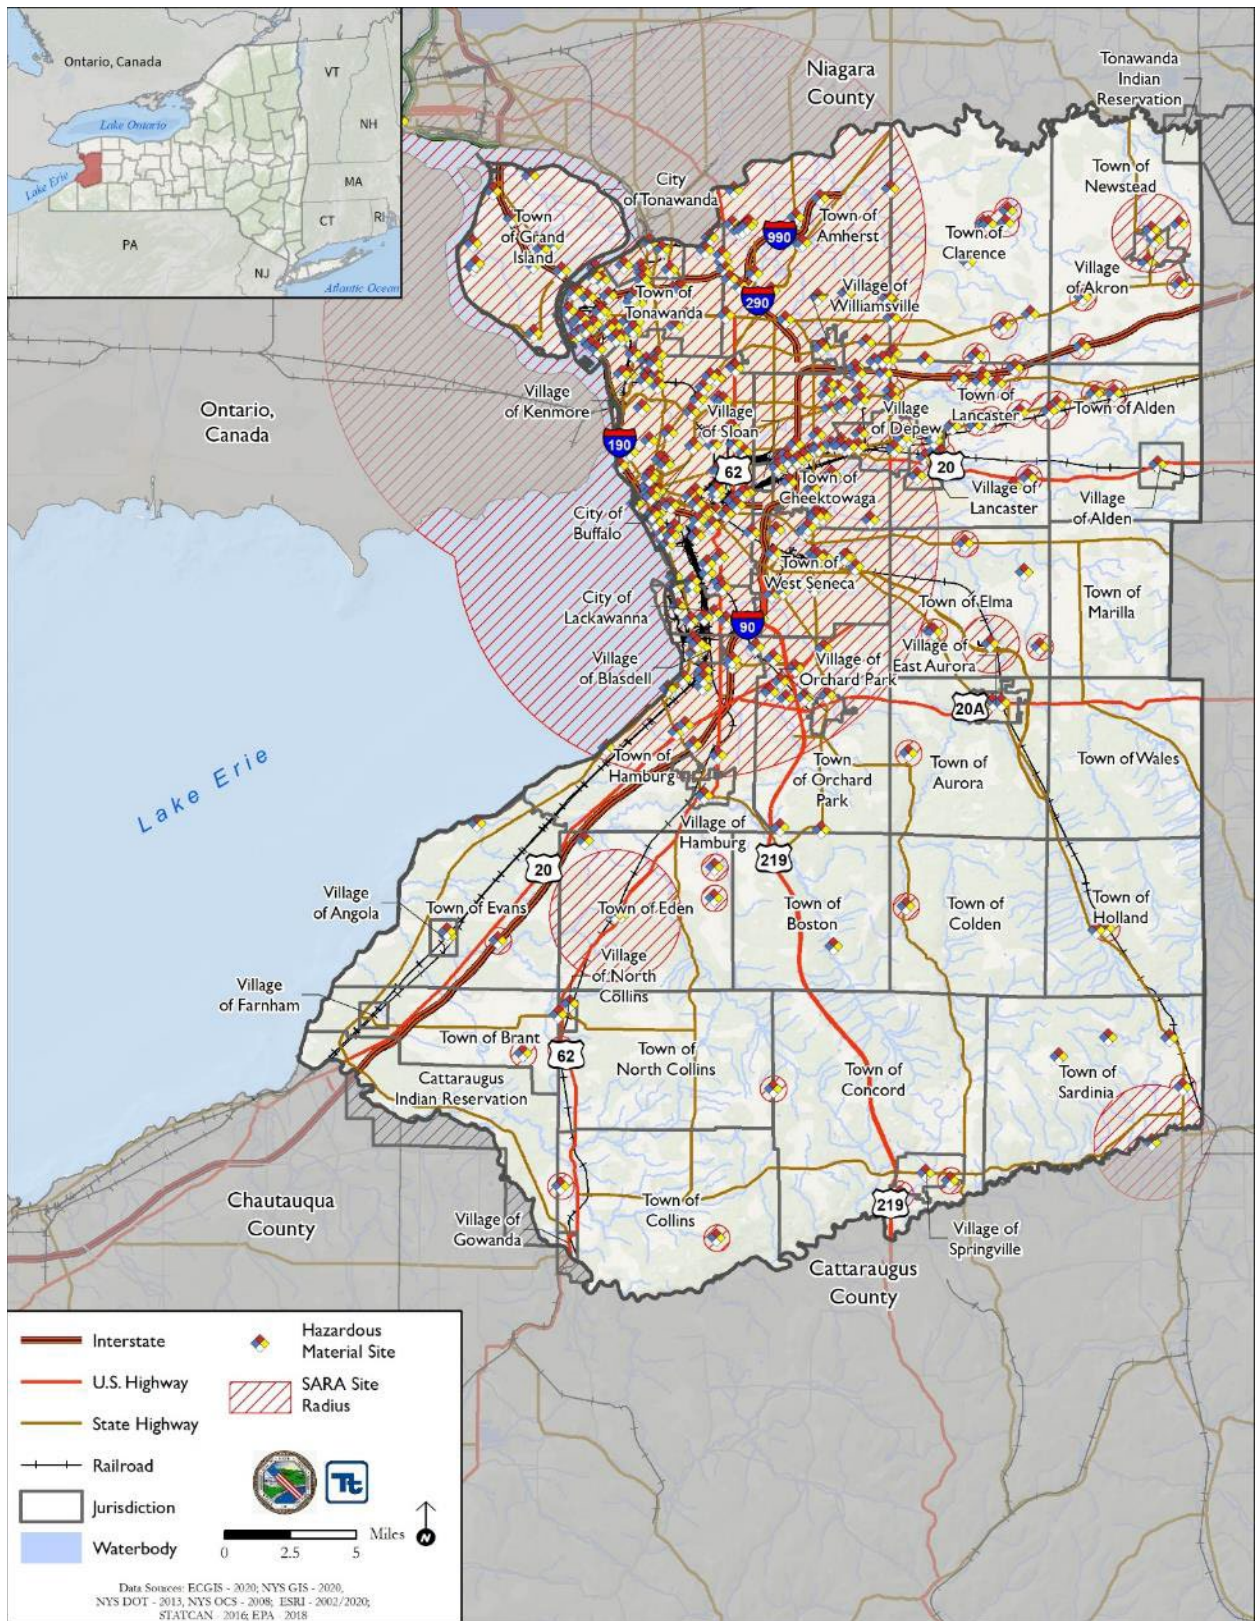 Ontario, Canada
Lake Ontario
Lake Erie
VT
NH
MA
CT
RI
PA
NJ
Atlantic Ocean
Niagara
County
Tonawanda
Indian
Reservation
Town of
Newstead
City
of Tonawanda
Town
of Grand
Island
990
Town of
Amherst
Town of
Clarence
Village
of Akron
290
Village of
Williamsville
Town of
Tonawanda
Village
of Kenmore
Ontario,
Canada
190
Village
of Sloan
Village
of Depew
Town of
Lancaster
Town of Alden
62
20
Town of
Cheektowaga
Village of
Lancaster
Village
of Alden
City of
Buffalo
Town of
West Seneca
City of
Lackawanna
Town of Elma
Town of
Marilla
90
Village
of Blasdell
Village of
Orchard Park
Village of
East Aurora
20A
Lake Erie
Town of
Hamburg
Town
of Orchard
Park
Town of
Aurora
Town of Wales
Village of
Hamburg
20
219
Village
of Angola
Town of Evans
Town of Eden
Town of
Boston
Town of
Colden
Town of
Holland
Village
of North
Collins
Village
of Farnham
Town of Brant
62
Town of
North Collins
Town of
Concord
Town of
Sardinia
Cattaraugus
Indian Reservation
Chautauqua
County
Village of
Gowanda
Town of
Collins
219
Village of
Springville
Cattaraugus
County
Interstate
U.S. Highway
State Highway
Railroad
Jurisdiction
Waterbody
Hazardous
Material Site
SARA Site
Radius
Tt
N
Miles
0 2.5 5
Data Sources: ECGIS - 2020; NYS GIS - 2020,
NYS DOT - 2013, NYS OCS - 2008; ESRI - 2002/2020;
STATCAN - 2016; EPA - 2018